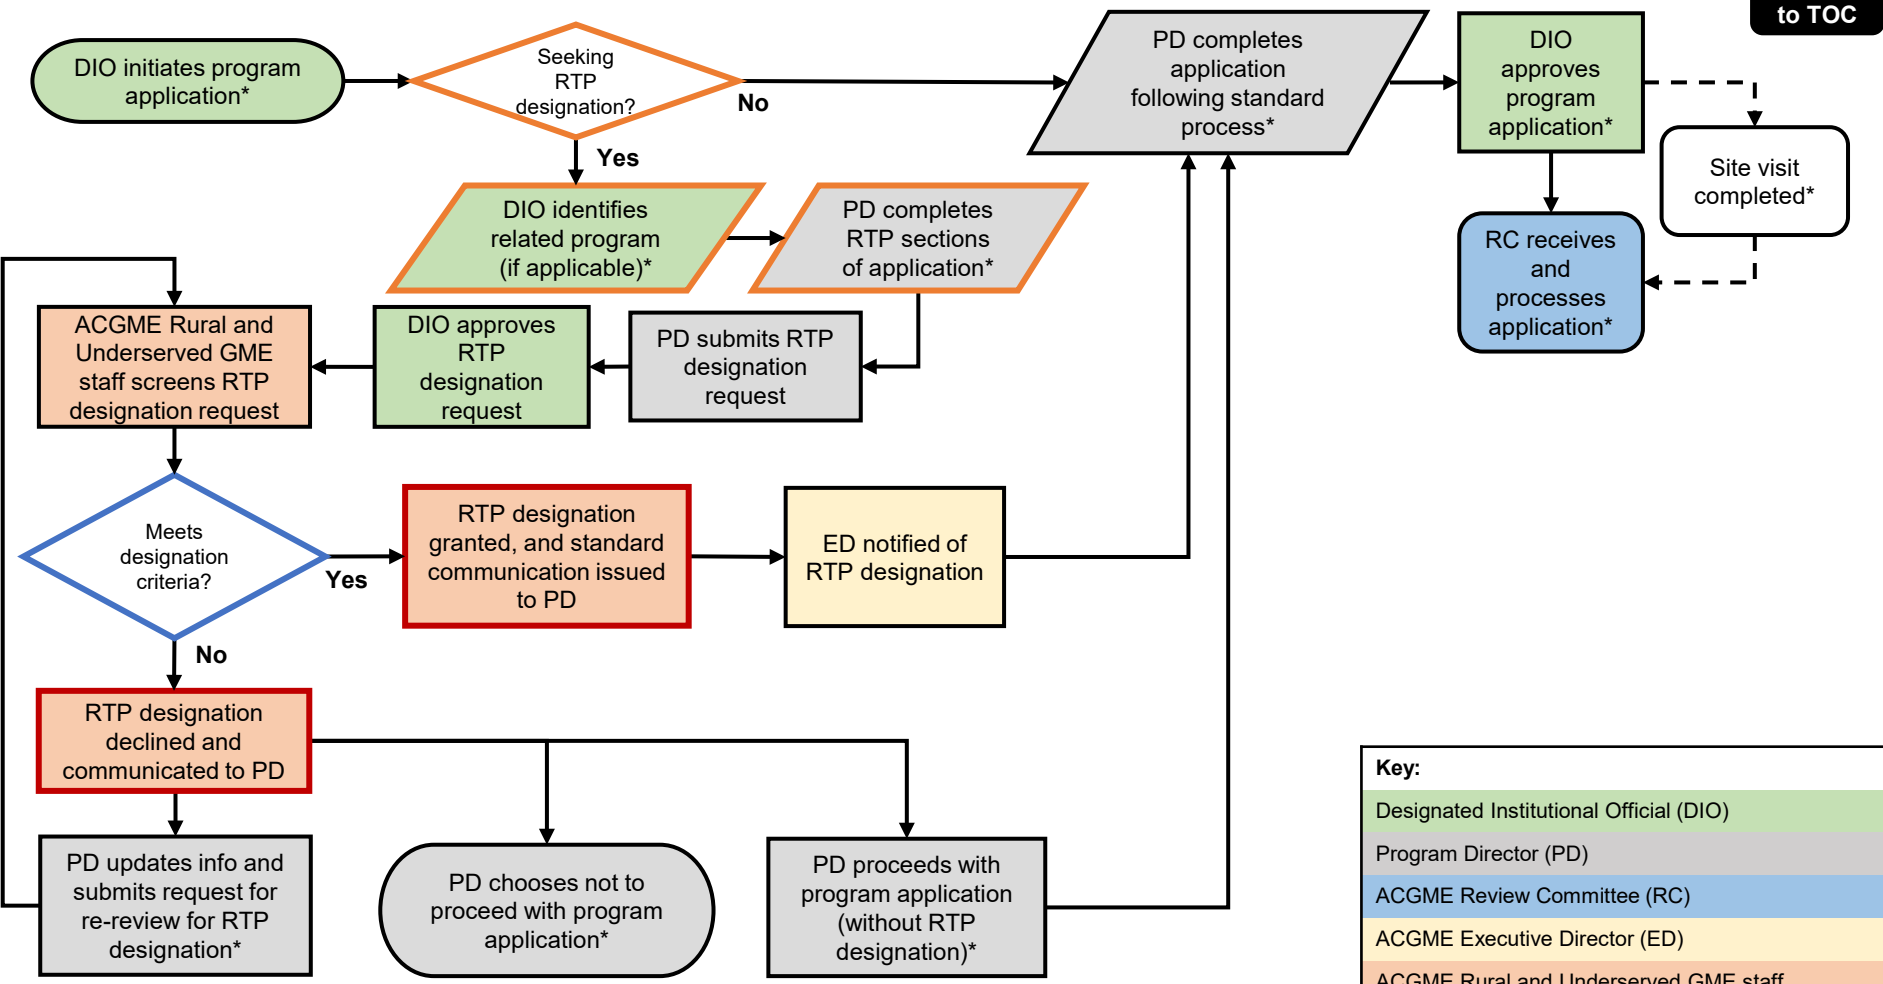 to TOC
DIO initiates program
application*
Seeking
RTP
designation?
No
Yes
PD completes
application
following standard
process*
DIO
approves
program
application*
Site visit
completed*
RC receives
and
processes
application*
DIO identifies
related program
(if applicable)*
PD completes
RTP sections
of application*
PD submits RTP
designation
request
DIO approves
RTP
designation
request
ACGME Rural and
Underserved GME
staff screens RTP
designation request
Meets
designation
criteria?
Yes
No
RTP designation
granted, and standard
communication issued
to PD
ED notified of
RTP designation
RTP designation
declined and
communicated to PD
PD updates info and
submits request for
re-review for RTP
designation*
PD chooses not to
proceed with program
application*
PD proceeds with
program application
(without RTP
designation)*
Key:
Designated Institutional Official (DIO)
Program Director (PD)
ACGME Review Committee (RC)
ACGME Executive Director (ED)
ACGME Rural and Underserved GME staff